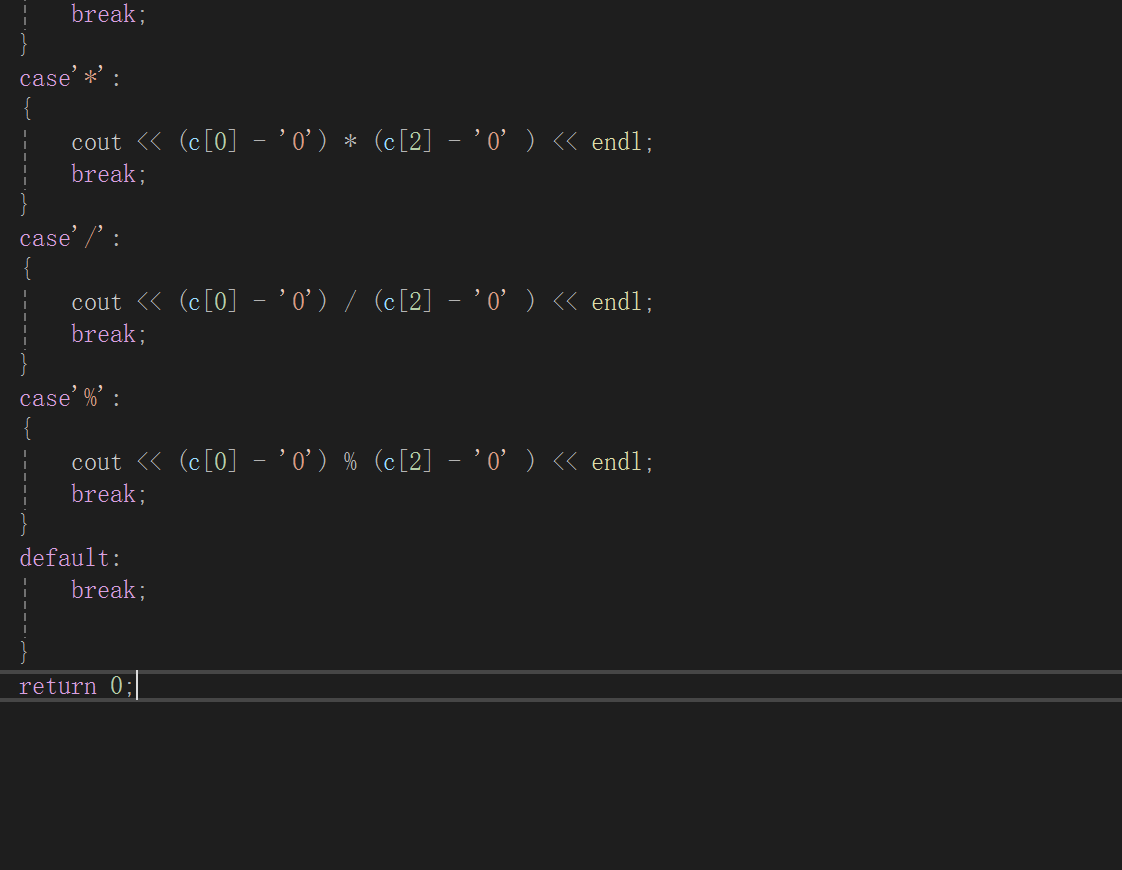 break;
}
case'*':
{
cout << (c[0] - '0') * (c[2] - '0' ) << endl;
break;
}
case'/':
{
cout << (c[0] - '0') / (c[2] - '0' ) << endl;
break;
}
case'%':
{
cout << (c[0] - '0') % (c[2] - '0' ) << endl;
break;
}
default:
break;
}
return 0;